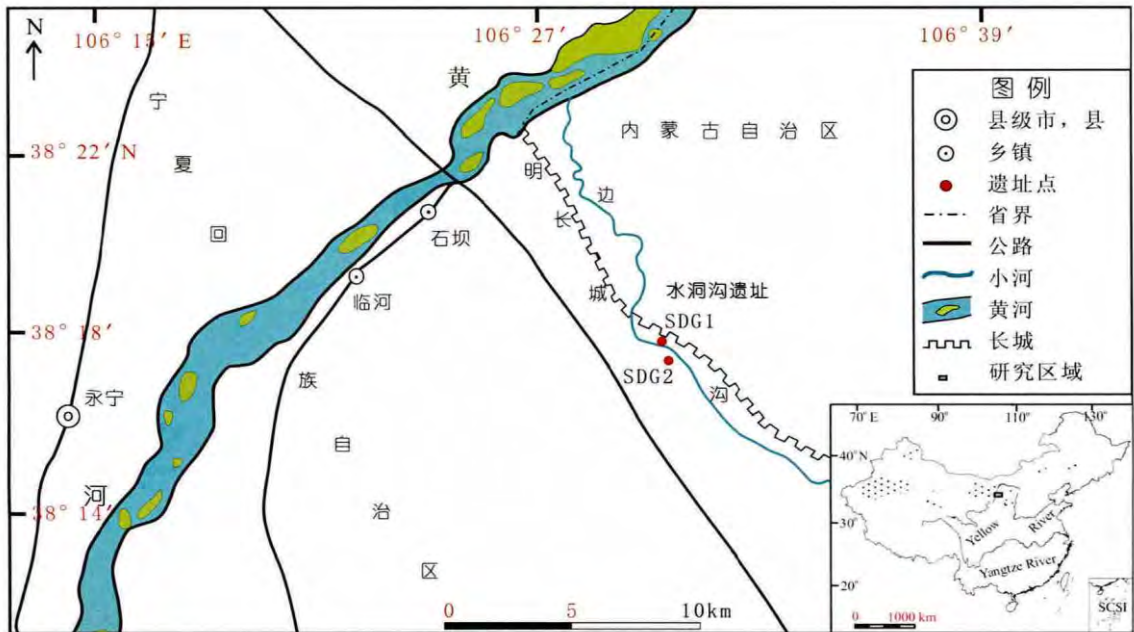 N
106° 15′ E
106° 27′
106° 39′
38° 22′ N
38° 18′
38° 14′
黄
河
宁
夏
回
族
自
治
区
内蒙古自治区
明
长
城
边
沟
石坝
临河
永宁
水洞沟遗址
SDG1
SDG2
0 5 10km
图例
县级市，县
乡镇
遗址点
省界
公路
小河
黄河
长城
研究区域
70° E 90° 110° 130°
40° N
30°
20°
Yellow River
Yangtze River
SCSI
0 1000 km